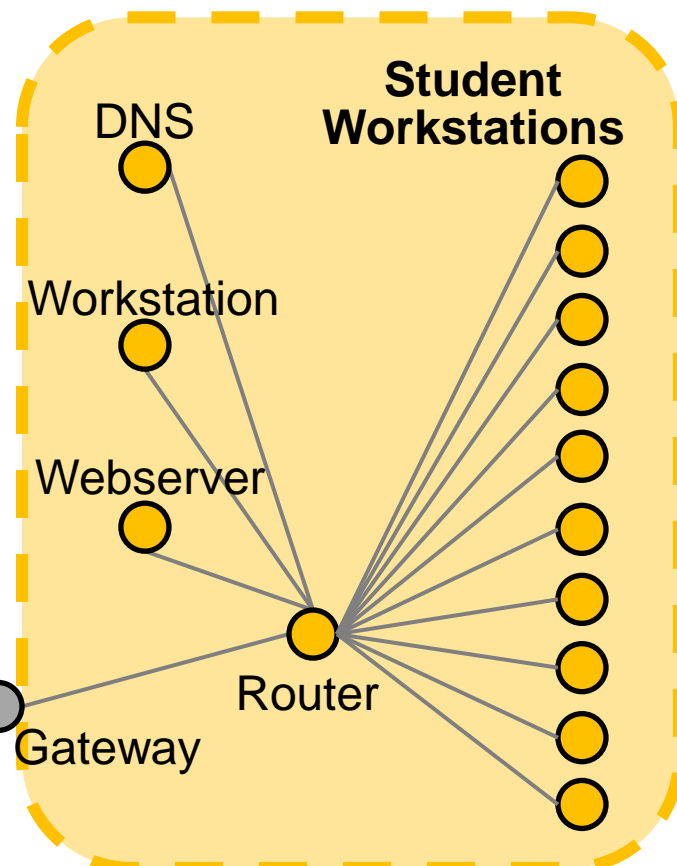 DNS
Student
Workstations
Workstation
Webserver
Router
Gateway